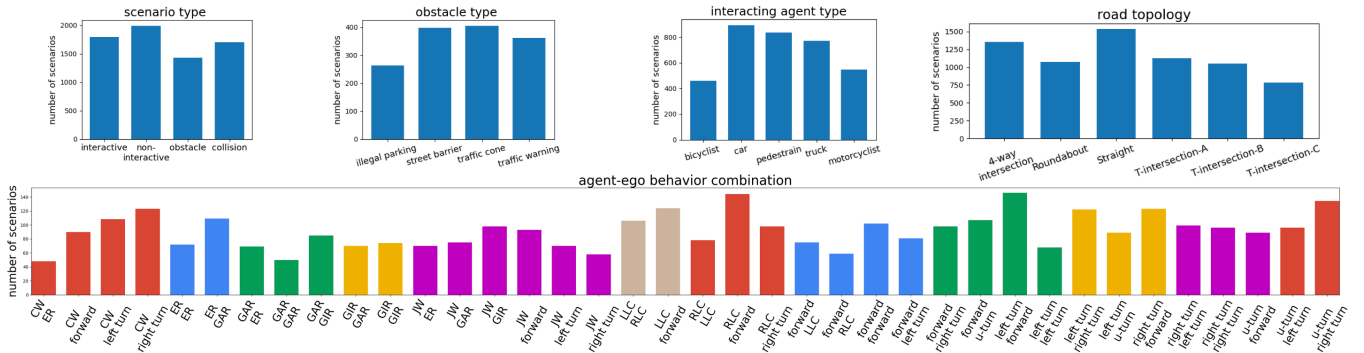 scenario type
number of scenarios
2000
1500
1000
500
0
interactive
non-
interactive
obstacle
collision
obstacle type
number of scenarios
400
300
200
100
0
illegal parking
street barrier
traffic cone
traffic warning
interacting agent type
number of scenarios
800
600
400
200
0
bicyclist
car
pedestrain
truck
motorcyclist
road topology
number of scenarios
1500
1250
1000
750
500
250
0
4-way
intersection
Roundabout
Straight
T-intersection-A
T-intersection-B
T-intersection-C
agent-ego behavior combination
number of scenarios
140
120
100
80
60
40
20
0
CW
ER
CW
forward
CW
left turn
CW
right turn
ER
ER
ER
GAR
GAR
ER
GAR
GAR
GAR
GIR
GIR
GAR
GIR
GIR
JW
ER
JW
GAR
JW
GIR
JW
forward
JW
left turn
JW
right turn
LLC
RLC
LLC
forward
RLC
LLC
RLC
forward
RLC
right turn
forward
LLC
forward
RLC
forward
forward
forward
left turn
forward
right turn
forward
u-turn
left turn
forward
left turn
left turn
left turn
right turn
left turn
u-turn
right turn
forward
right turn
left turn
right turn
right turn
u-turn
forward
u-turn
left turn
u-turn
right turn